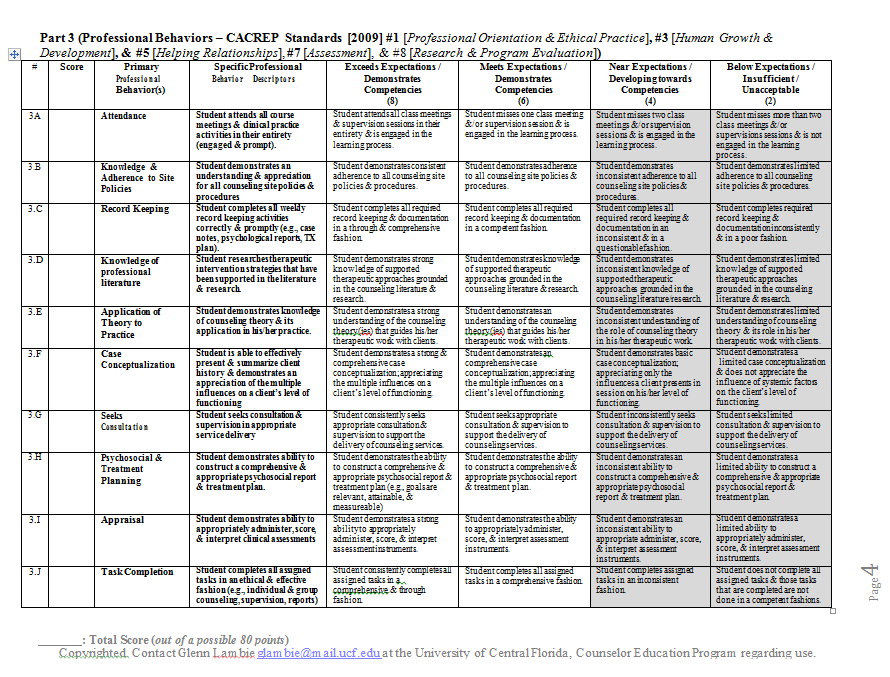 Part 3 (Professional Behaviors – CACREP Standards [2009] #1 [Professional Orientation & Ethical Practice], #3 [Human Growth &
Development], & #5 [Helping Relationships], #7 [Assessment], & #8 [Research & Program Evaluation])
# Score Primary Professional Behavior(s) Specific Professional Behavior Descriptors Exceeds Expectations / Demonstrates Competencies (8) Meets Expectations / Demonstrates Competencies (6) Near Expectations / Developing towards Competencies (4) Below Expectations / Insufficient / Unacceptable (2)
3.A Attendance
Student attends all course
meetings & clinical practice
activities in their entirety
(engaged & prompt).
Student attends all class meetings
& supervision sessions in their
entirety & is engaged in the
learning process.
Student misses one class meeting
&/or supervision session & is
engaged in the learning process.
Student misses two class
meetings &/or supervision
sessions & is engaged in the
learning process.
Student misses more than two
class meetings &/or
supervisions sessions & is not
engaged in the learning
process.
3.B Knowledge &
Adherence to Site
Policies
Student demonstrates an
understanding & appreciation
for all counseling site policies &
procedures
Student demonstrates consistent
adherence to all counseling site
policies & procedures.
Student demonstrates adherence
to all counseling site policies &
procedures.
Student demonstrates
inconsistent adherence to all
counseling site policies &
procedures.
Student demonstrates limited
adherence to all counseling
site policies & procedures.
3.C Record Keeping
Student completes all weekly
record keeping activities
correctly & promptly (e.g., case
notes, psychological reports, TX
plan).
Student completes all required
record keeping & documentation
in a through & comprehensive
fashion.
Student completes all required
record keeping & documentation
in a competent fashion.
Student completes all
required record keeping &
documentation in an
inconsistent & in a
questionable fashion.
Student completes required
record keeping &
documentation inconsistently
& in a poor fashion.
3.D Knowledge of
professional
literature
Student researches therapeutic
intervention strategies that have
been supported in the literature
& research.
Student demonstrates strong
knowledge of supported
therapeutic approaches grounded
in the counseling literature &
research.
Student demonstrates knowledge
of supported therapeutic
approaches grounded in the
counseling literature & research.
Student demonstrates
inconsistent knowledge of
supported therapeutic
approaches grounded in the
counseling literature/research.
Student demonstrates limited
knowledge of supported
therapeutic approaches
grounded in the counseling
literature & research.
3.E Application of
Theory to
Practice
Student demonstrates knowledge
of counseling theory & its
application in his/her practice.
Student demonstrates a strong
understanding of the counseling
theory(ies) that guides his/her
therapeutic work with clients.
Student demonstrates an
understanding of the counseling
theory(ies) that guides his/her
therapeutic work with clients.
Student demonstrates
inconsistent understanding of
the role of counseling theory
in his/her therapeutic work.
Student demonstrates limited
understanding of counseling
theory & its role in his/her
therapeutic work with clients.
3.F Case
Conceptualization
Student is able to effectively
present & summarize client
history & demonstrates an
appreciation of the multiple
influences on a client's level of
functioning
Student demonstrates a strong &
comprehensive case
conceptualization; appreciating
the multiple influences on a
client's level of functioning.
Student demonstrates an,
comprehensive case
conceptualization; appreciating
the multiple influences on a
client's level of functioning.
Student demonstrates basic
case conceptualization;
appreciating only the
influences a client presents in
session on his/her level of
functioning.
Student demonstrates a
limited case conceptualization
& does not appreciate the
influence of systemic factors
on the client's level of
functioning.
3.G Seeks
Consultation
Student seeks consultation &
supervision in appropriate
service delivery
Student consistently seeks
appropriate consultation &
supervision to support the
delivery of counseling services.
Student seeks appropriate
consultation & supervision to
support the delivery of
counseling services.
Student inconsistently seeks
consultation & supervision to
support the delivery of
counseling services.
Student seeks limited
consultation & supervision to
support the delivery of
counseling services.
3.H Psychosocial &
Treatment
Planning
Student demonstrates ability to
construct a comprehensive &
appropriate psychosocial report
& treatment plan.
Student demonstrates the ability
to construct a comprehensive &
appropriate psychosocial report &
treatment plan (e.g., goals are
relevant, attainable, &
measureable)
Student demonstrates the ability
to construct a comprehensive &
appropriate psychosocial report
& treatment plan.
Student demonstrates an
inconsistent ability to
construct a comprehensive &
appropriate psychosocial
report & treatment plan.
Student demonstrates a
limited ability to construct a
comprehensive & appropriate
psychosocial report &
treatment plan.
3.I Appraisal
Student demonstrates ability to
appropriately administer, score,
& interpret clinical assessments
Student demonstrates a strong
ability to appropriately
administer, score, & interpret
assessment instruments.
Student demonstrates the ability
to appropriately administer,
score, & interpret assessment
instruments.
Student demonstrates an
inconsistent ability to
appropriate administer, score,
& interpret assessment
instruments.
Student demonstrates a
limited ability to
appropriately administer,
score, & interpret assessment
instruments.
3.J Task Completion
Student completes all assigned
tasks in an ethical & effective
fashion (e.g., individual & group
counseling, supervision, reports)
Student consistently completes all
assigned tasks in a ,
comprehensive & through
fashion.
Student completes all assigned
tasks in a comprehensive fashion.
Student completes assigned
tasks in an inconsistent
fashion.
Student does not complete all
assigned tasks & those tasks
that are completed are not
done in a competent fashions.
Page 4
_______: Total Score (out of a possible 80 points)
Copyrighted. Contact Glenn Lambie glambie@mail.ucf.edu at the University of Central Florida, Counselor Education Program regarding use.